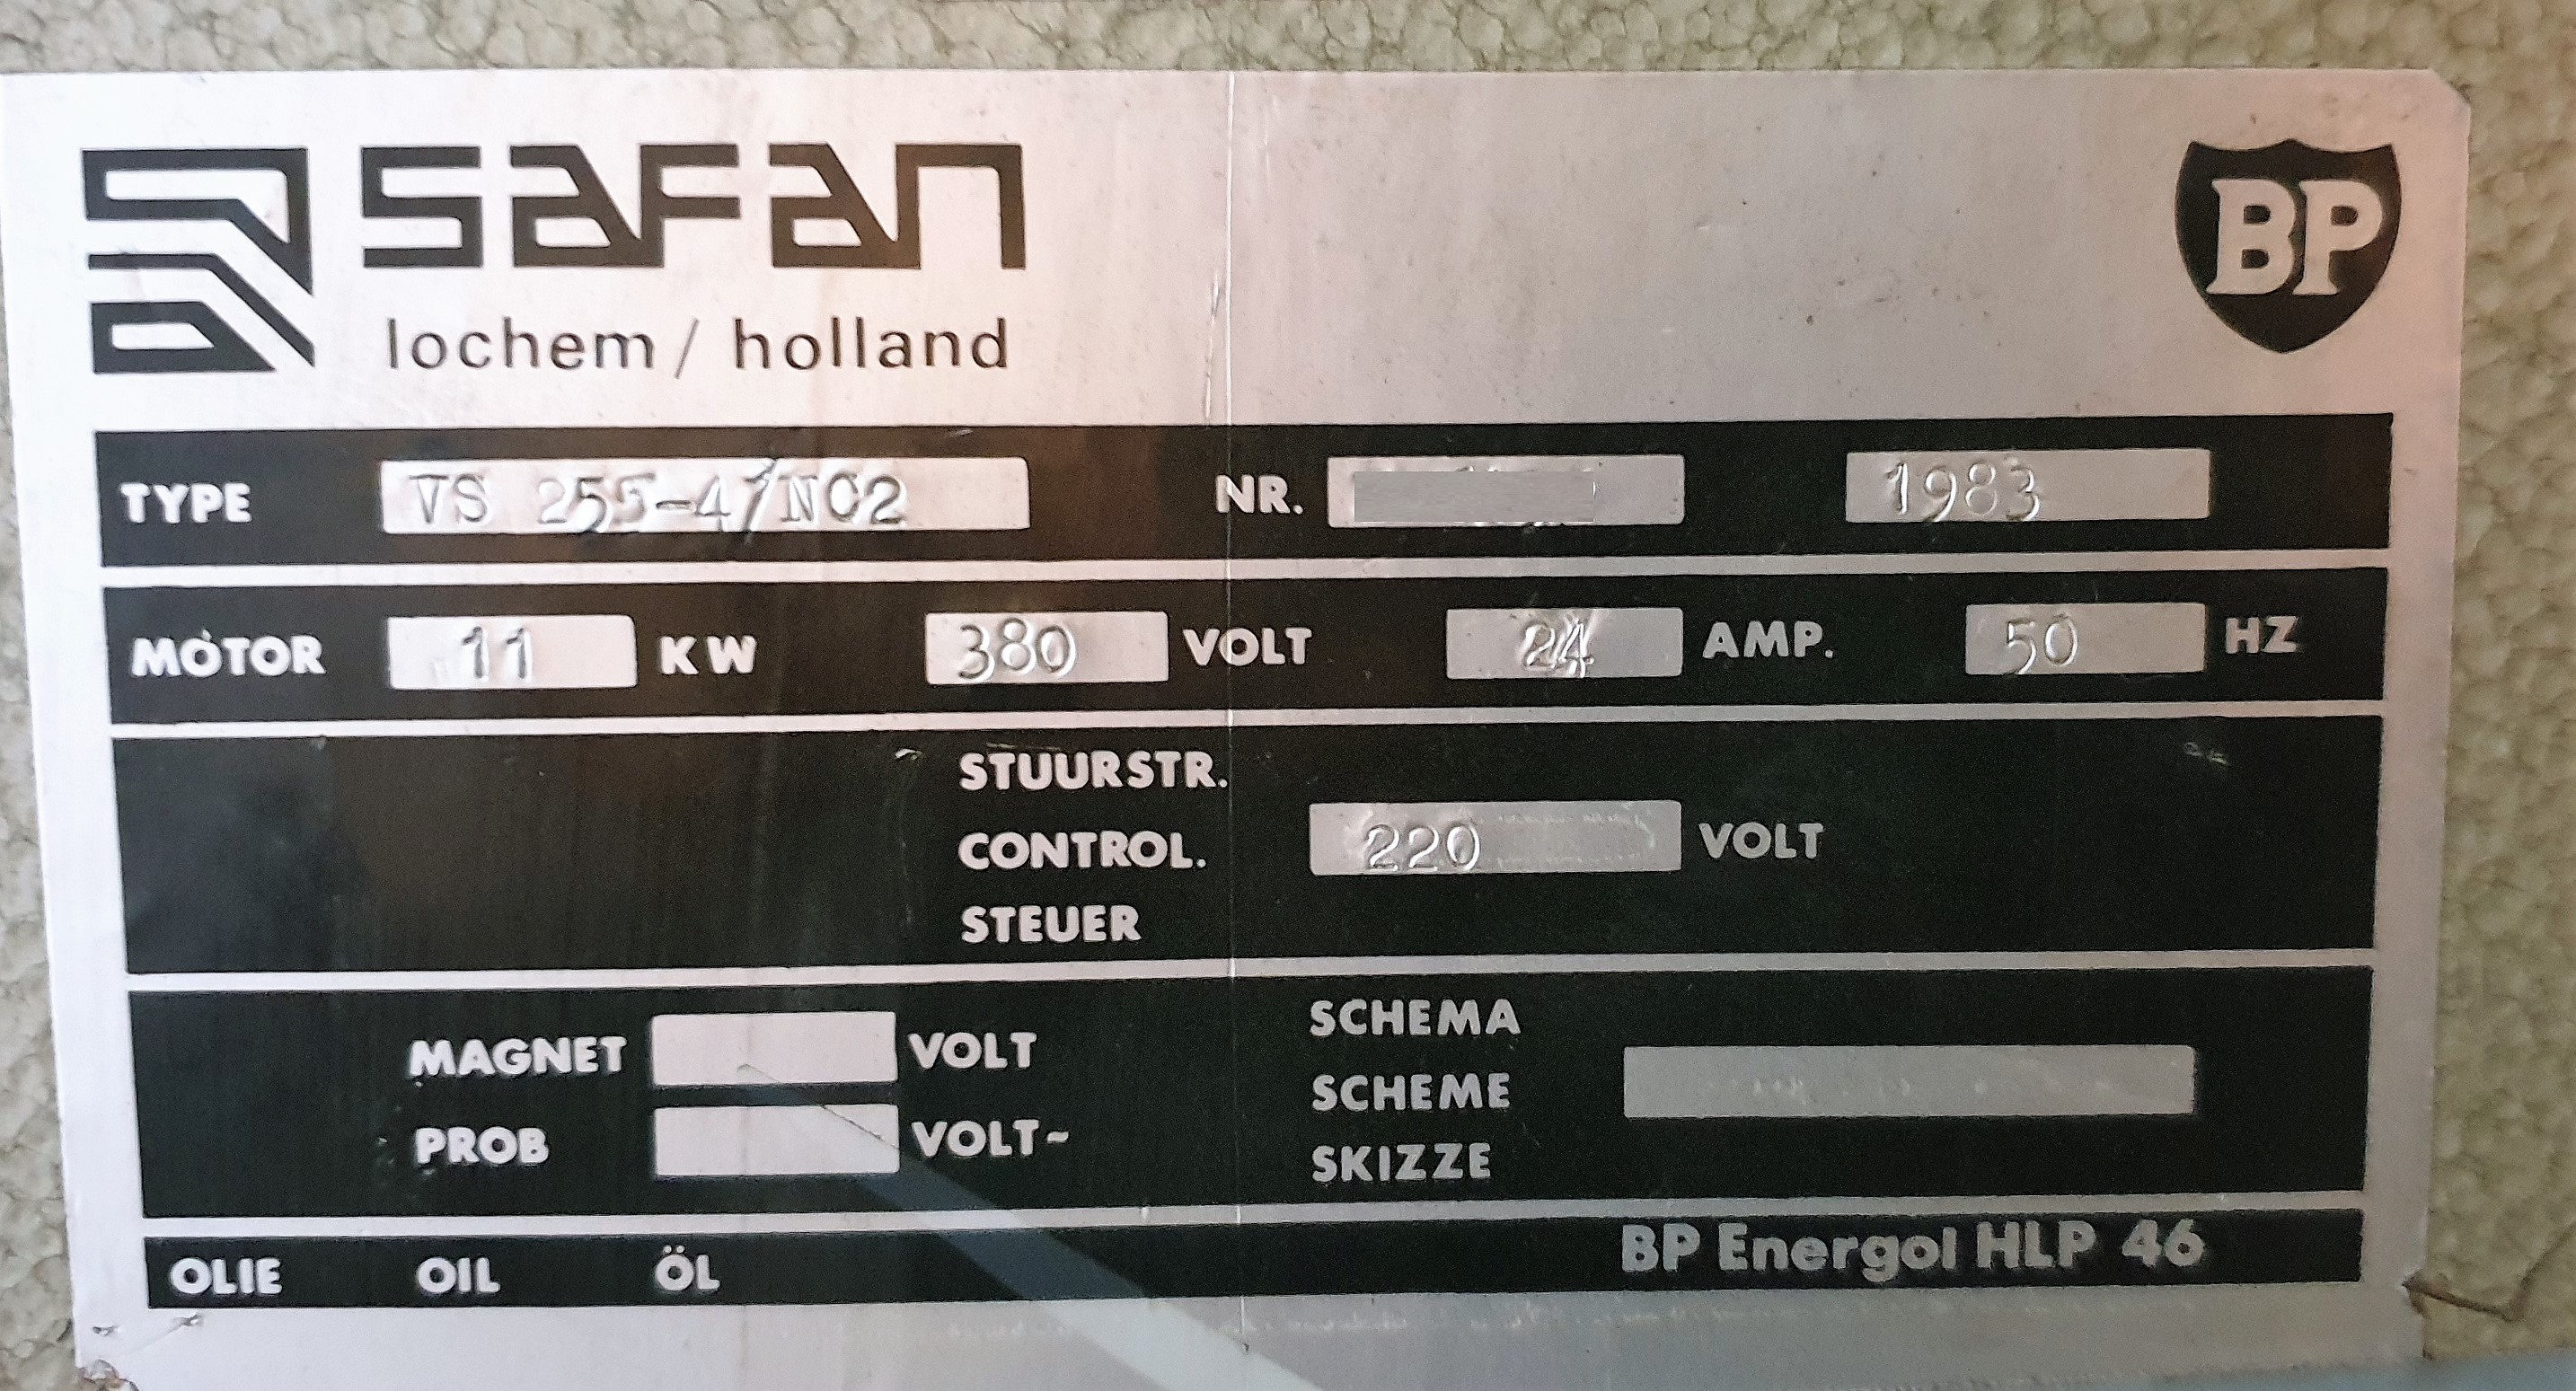 SAFAN
lochem / holland
BP
TYPE VS 255-4/NC2 NR. 1983
MOTOR 11 KW 380 VOLT 24 AMP. 50 HZ
STUURSTR.
CONTROL. 220 VOLT
STEUER
MAGNET VOLT
PROB VOLT~
SCHEMA
SCHEME
SKIZZE
OLIE OIL ÖL BP Energol HLP 46